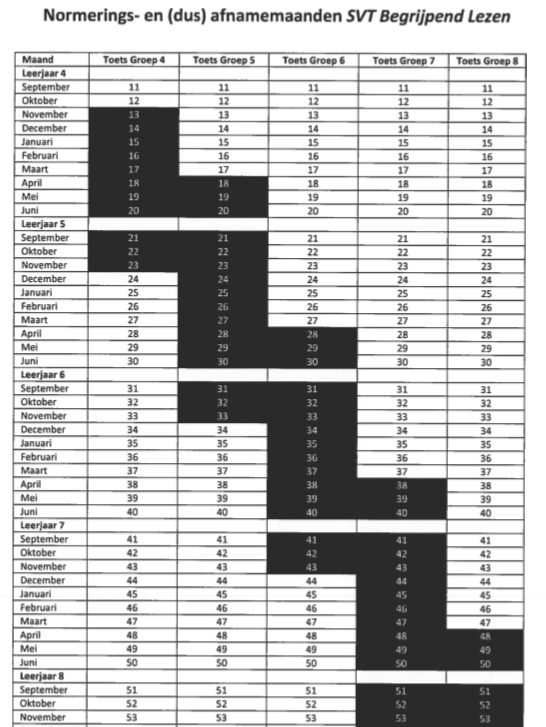 Normerings- en (dus) afnamemaanden SVT Begrijpend Lezen
Maand Toets Groep 4 Toets Groep 5 Toets Groep 6 Toets Groep 7 Toets Groep 8
Leerjaar 4
September 11 11 11 11 11
Oktober 12 12 12 12 12
November 13 13 13 13 13
December 14 14 14 14 14
Januari 15 15 15 15 15
Februari 16 16 16 16 16
Maart 17 17 17 17 17
April 18 18 18 18 18
Mei 19 19 19 19 19
Juni 20 20 20 20 20
Leerjaar 5
September 21 21 21 21 21
Oktober 22 22 22 22 22
November 23 23 23 23 23
December 24 24 24 24 24
Januari 25 25 25 25 25
Februari 26 26 26 26 26
Maart 27 27 27 27 27
April 28 28 28 28 28
Mei 29 29 29 29 29
Juni 30 30 30 30 30
Leerjaar 6
September 31 31 31 31 31
Oktober 32 32 32 32 32
November 33 33 33 33 33
December 34 34 34 34 34
Januari 35 35 35 35 35
Februari 36 36 36 36 36
Maart 37 37 37 37 37
April 38 38 38 38 38
Mei 39 39 39 39 39
Juni 40 40 40 40 40
Leerjaar 7
September 41 41 41 41 41
Oktober 42 42 42 42 42
November 43 43 43 43 43
December 44 44 44 44 44
Januari 45 45 45 45 45
Februari 46 46 46 46 46
Maart 47 47 47 47 47
April 48 48 48 48 48
Mei 49 49 49 49 49
Juni 50 50 50 50 50
Leerjaar 8
September 51 51 51 51 51
Oktober 52 52 52 52 52
November 53 53 53 53 53